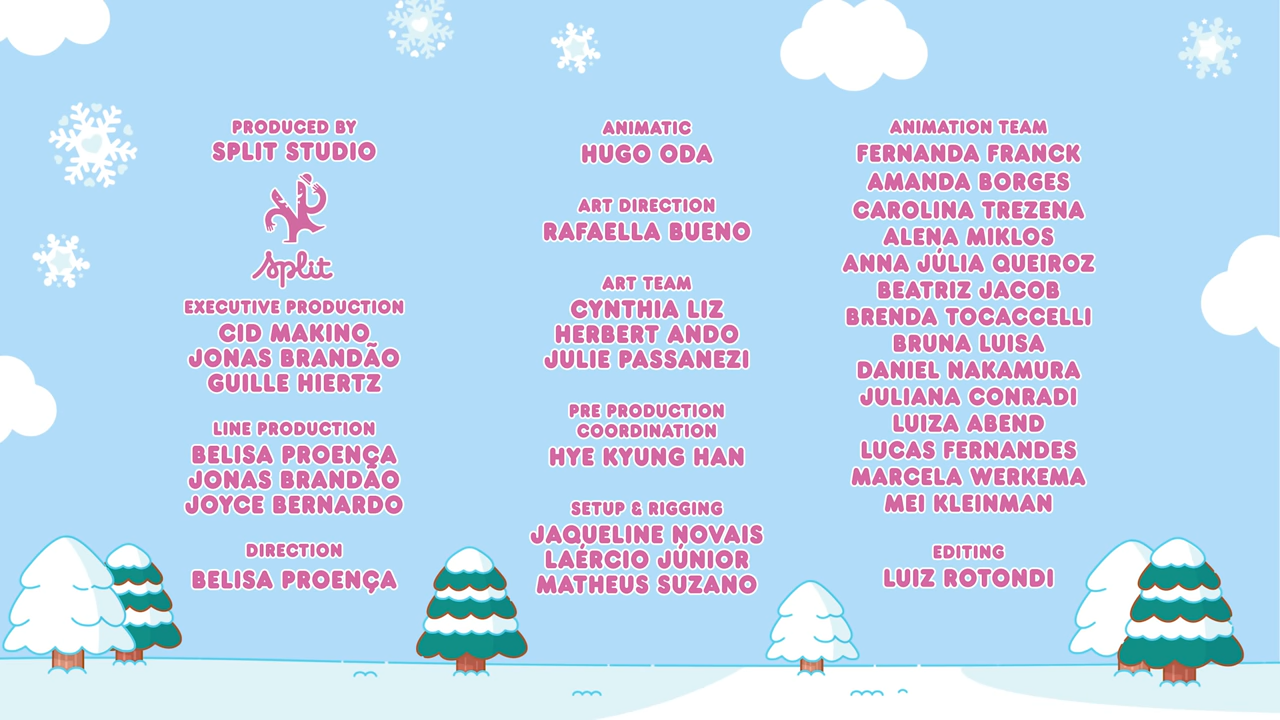 PRODUCED BY
SPLIT STUDIO
split
EXECUTIVE PRODUCTION
CID MAKINO
JONAS BRANDÃO
GUILLE HIERTZ
LINE PRODUCTION
BELISA PROENÇA
JONAS BRANDÃO
JOYCE BERNARDO
DIRECTION
BELISA PROENÇA
ANIMATIC
HUGO ODA
ART DIRECTION
RAFAELLA BUENO
ART TEAM
CYNTHIA LIZ
HERBERT ANDO
JULIE PASSANEZI
PRE PRODUCTION
COORDINATION
HYE KYUNG HAN
SETUP & RIGGING
JAQUELINE NOVAIS
LAÉRCIO JÚNIOR
MATHEUS SUZANO
ANIMATION TEAM
FERNANDA FRANCK
AMANDA BORGES
CAROLINA TREZENA
ALENA MIKLOS
ANNA JÚLIA QUEIROZ
BEATRIZ JACOB
BRENDA TOCACCELLI
BRUNA LUISA
DANIEL NAKAMURA
JULIANA CONRADI
LUIZA ABEND
LUCAS FERNANDES
MARCELA WERKEMA
MEI KLEINMAN
EDITING
LUIZ ROTONDI